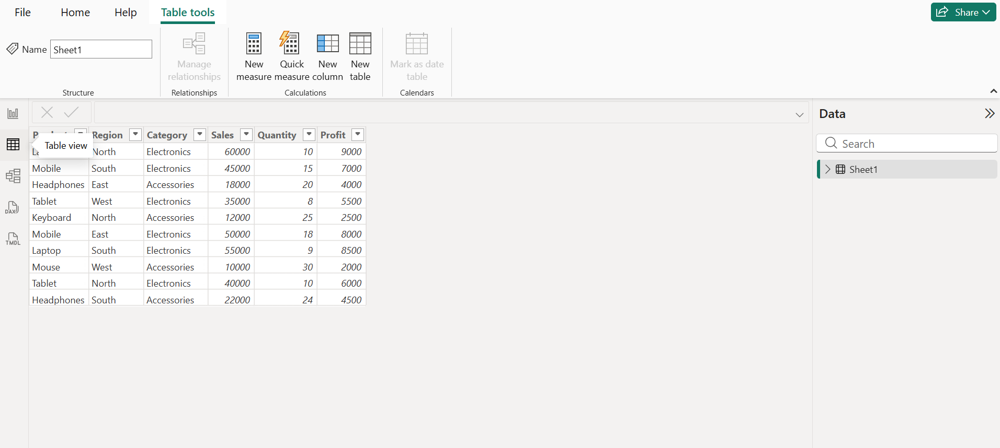 File Home Help Table tools Share
Name Sheet1
Manage relationships
New measure
Quick measure
New column
New table
Mark as date table
Structure Relationships Calculations Calendars
Data
Search
Sheet1
Table view
DAX
TMDL
Region Category Sales Quantity Profit
North Electronics 60000 10 9000
Mobile South Electronics 45000 15 7000
Headphones East Accessories 18000 20 4000
Tablet West Electronics 35000 8 5500
Keyboard North Accessories 12000 25 2500
Mobile East Electronics 50000 18 8000
Laptop South Electronics 55000 9 8500
Mouse West Accessories 10000 30 2000
Tablet North Electronics 40000 10 6000
Headphones South Accessories 22000 24 4500